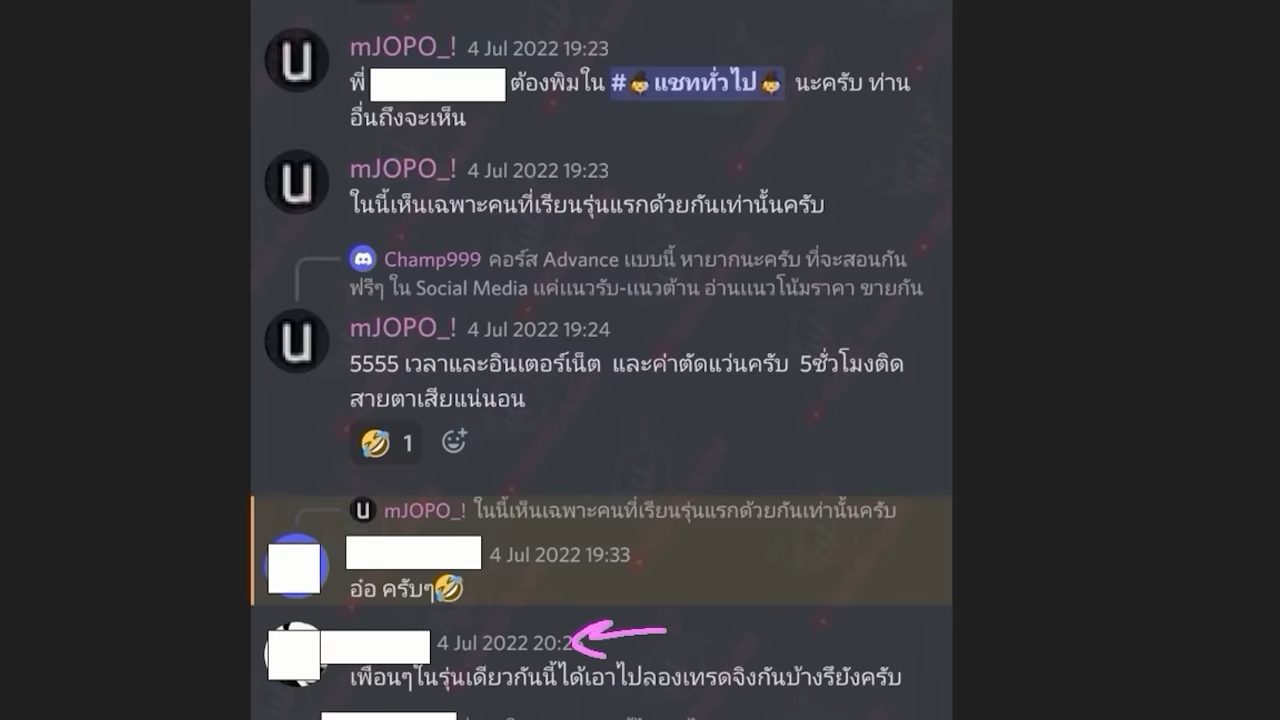 mJOPO_! 4 Jul 2022 19:23
พี่ ต้องพิมใน #แชททั่วไป นะครับ ท่าน
อื่นถึงจะเห็น
mJOPO_! 4 Jul 2022 19:23
ในนี้เห็นเฉพาะคนที่เรียนรุ่นแรกด้วยกันเท่านั้นครับ
Champ999 คอร์ส Advance แบบนี้ หายากนะครับ ที่จะสอนกัน
ฟรีๆ ใน Social Media แค่แนวรับ-แนวต้าน อ่านแนวโน้มราคา ขายกัน
mJOPO_! 4 Jul 2022 19:24
5555 เวลาและอินเตอร์เน็ต และค่าตัดแว่นครับ 5ชั่วโมงติด
สายตาเสียแน่นอน
1
mJOPO_! ในนี้เห็นเฉพาะคนที่เรียนรุ่นแรกด้วยกันเท่านั้นครับ
4 Jul 2022 19:33
อ๋อ ครับๆ
4 Jul 2022
เพื่อนๆในรุ่นเดียวกันนี้ได้เอาไปลองเทรดจิงกันบ้างรึยังครับ